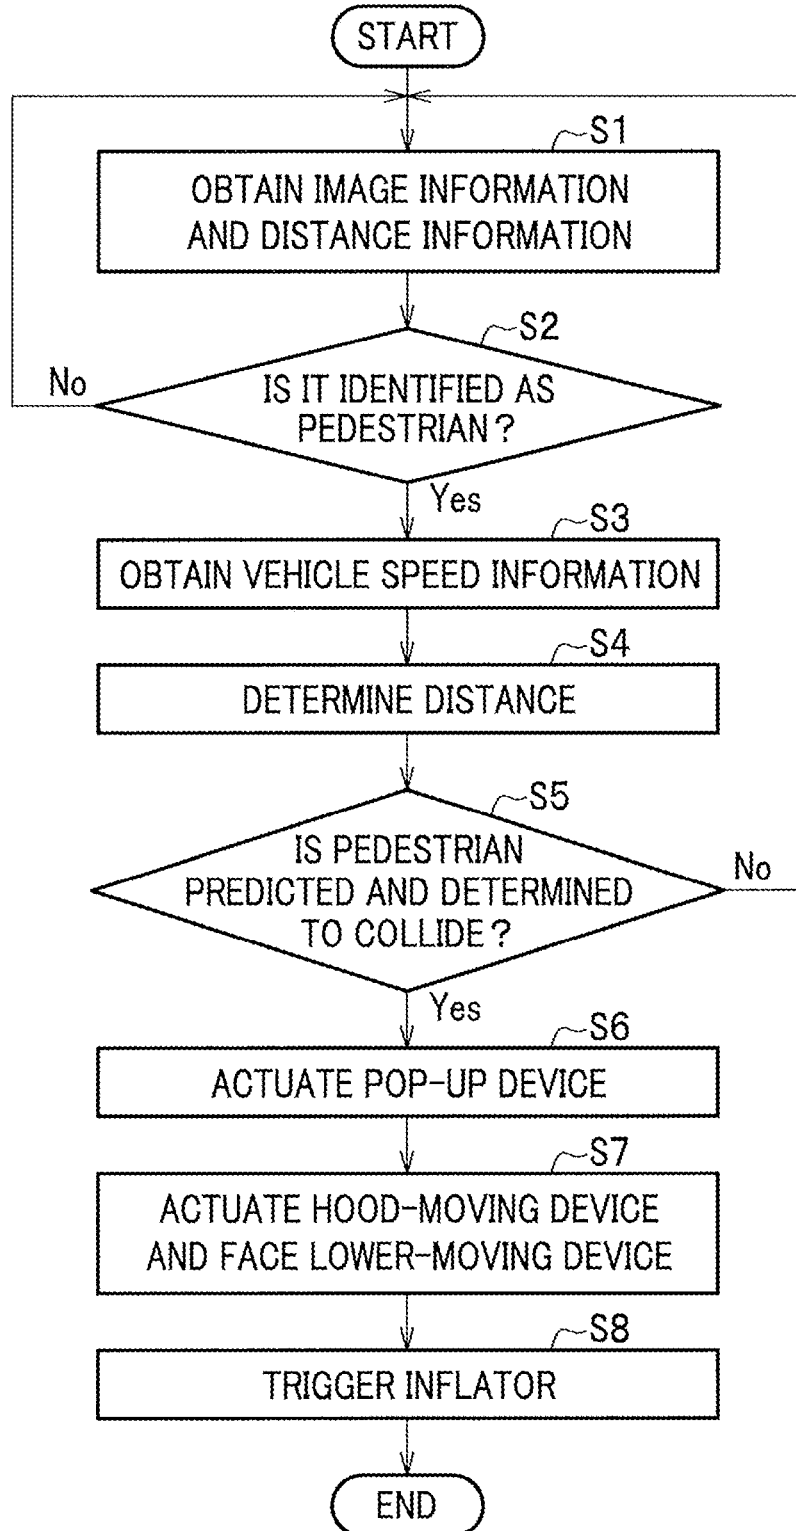 START
S1
OBTAIN IMAGE INFORMATION
AND DISTANCE INFORMATION
S2
IS IT IDENTIFIED AS
PEDESTRIAN?
No
Yes
S3
OBTAIN VEHICLE SPEED INFORMATION
S4
DETERMINE DISTANCE
S5
IS PEDESTRIAN
PREDICTED AND DETERMINED
TO COLLIDE?
No
Yes
S6
ACTUATE POP-UP DEVICE
S7
ACTUATE HOOD-MOVING DEVICE
AND FACE LOWER-MOVING DEVICE
S8
TRIGGER INFLATOR
END